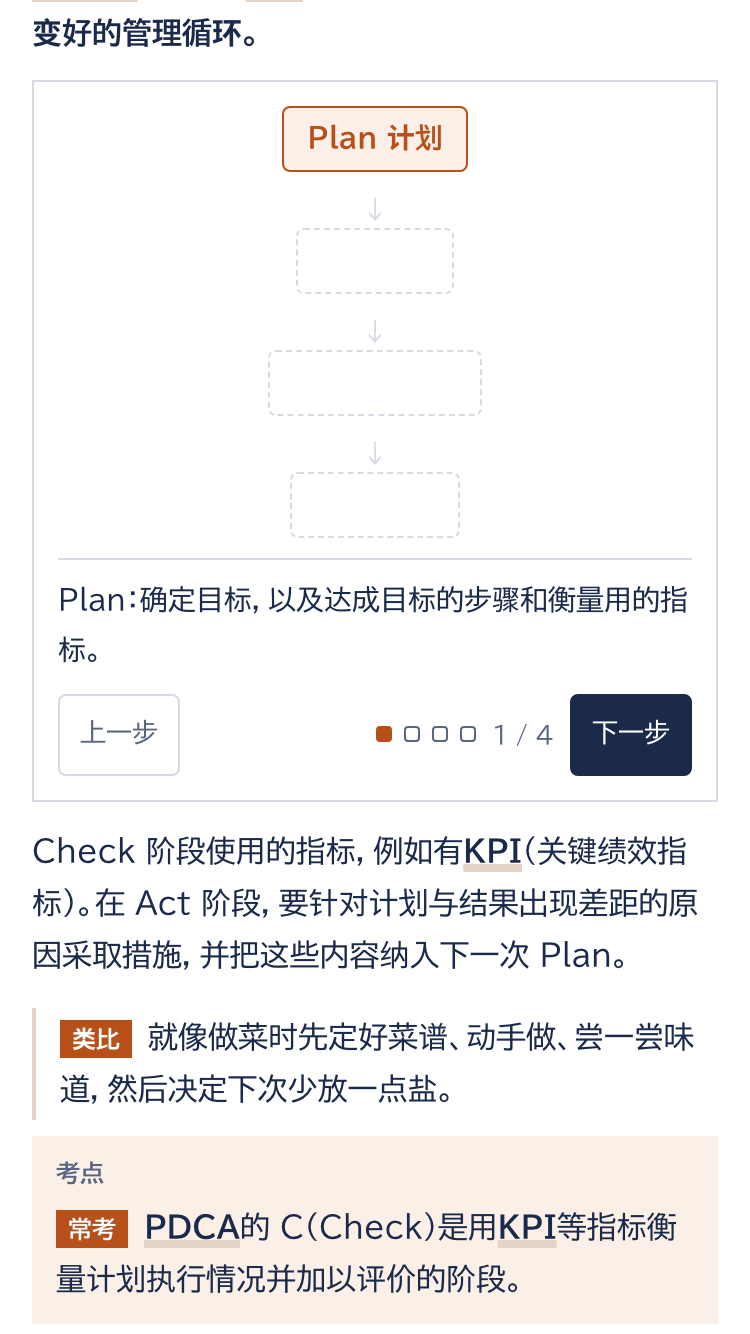 变好的管理循环。
Plan 计划
Plan：确定目标，以及达成目标的步骤和衡量用的指
标。
上一步
1 / 4
下一步
Check 阶段使用的指标，例如有KPI（关键绩效指
标）。在 Act 阶段，要针对计划与结果出现差距的原
因采取措施，并把这些内容纳入下一次 Plan。
类比 就像做菜时先定好菜谱、动手做、尝一尝味
道，然后决定下次少放一点盐。
考点
常考 PDCA的 C（Check）是用KPI等指标衡
量计划执行情况并加以评价的阶段。